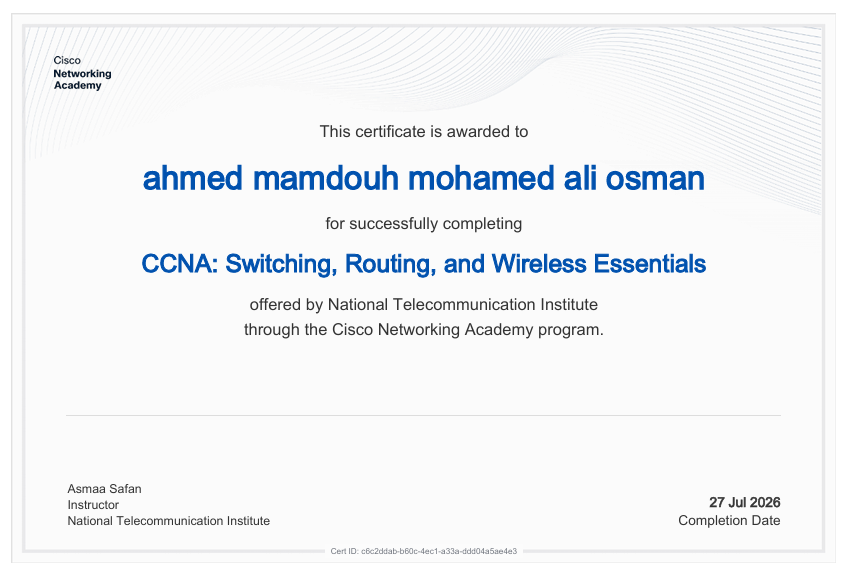 Cisco
Networking
Academy
This certificate is awarded to
ahmed mamdouh mohamed ali osman
for successfully completing
CCNA: Switching, Routing, and Wireless Essentials
offered by National Telecommunication Institute
through the Cisco Networking Academy program.
Asmaa Safan
Instructor
National Telecommunication Institute
27 Jul 2026
Completion Date
Cert ID: c6c2ddab-b60c-4ec1-a33a-ddd04a5ae4e3